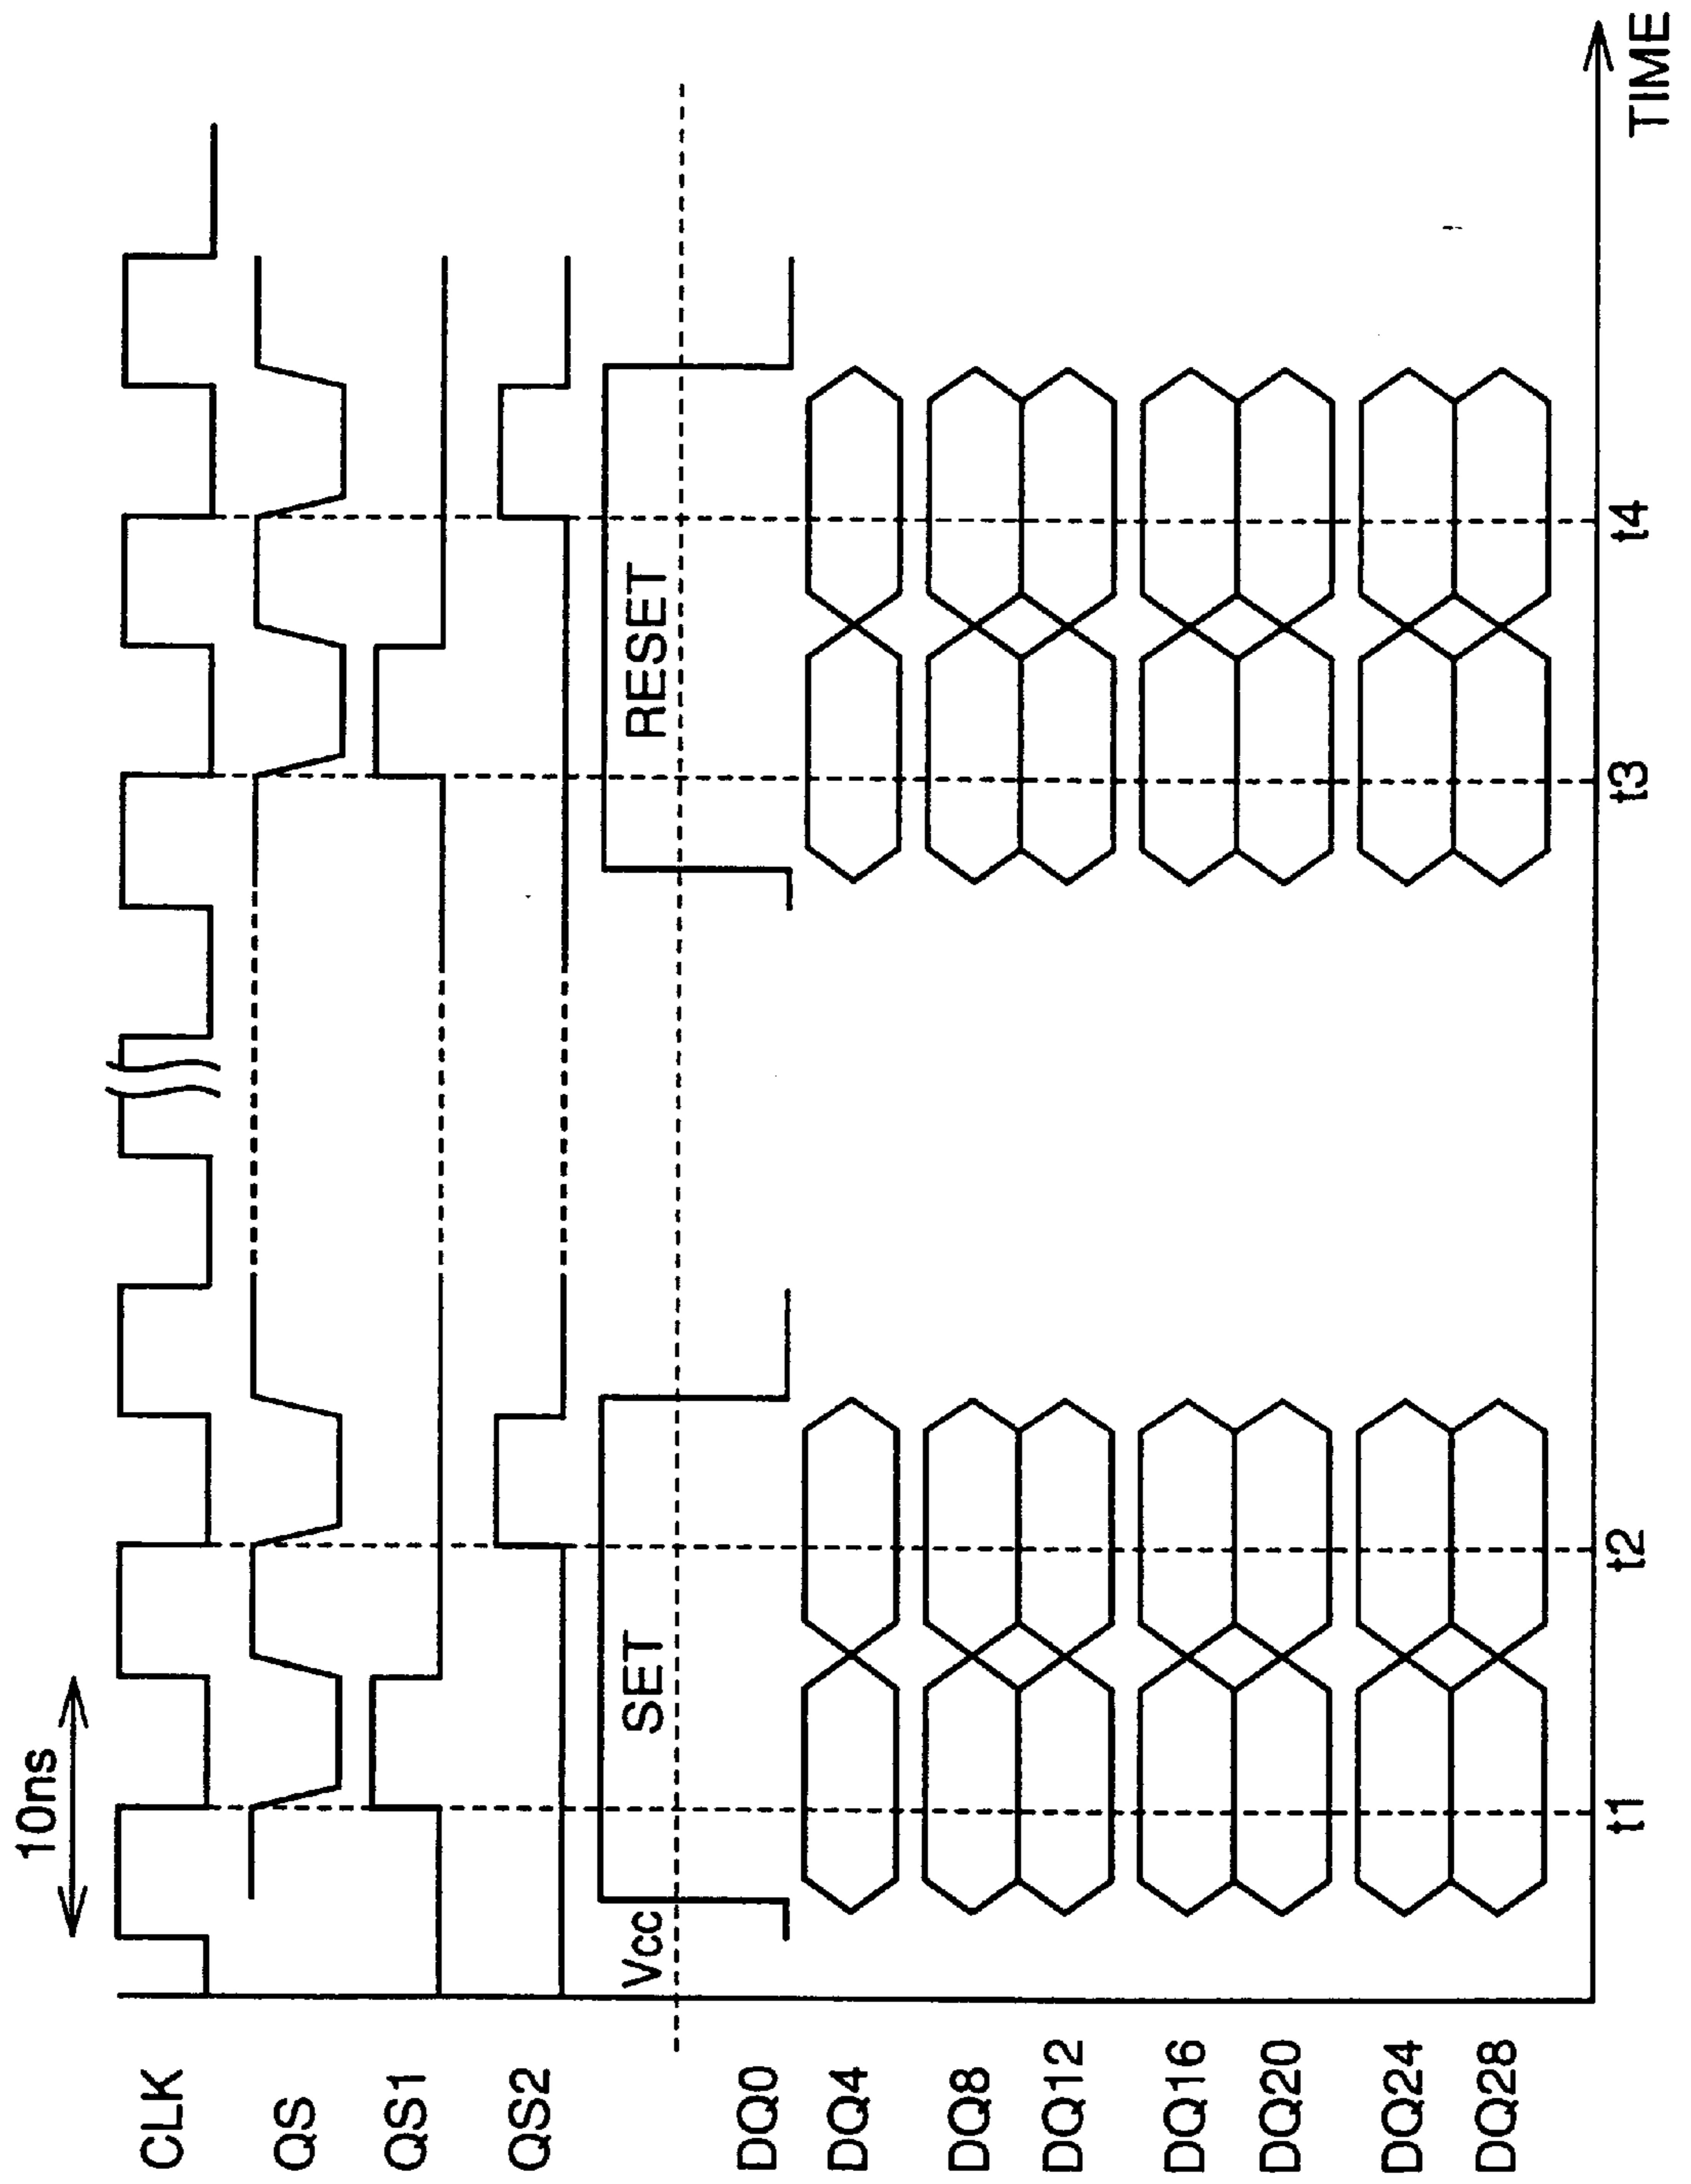 10ns
CLK
QS
QS1
QS2
Vcc
SET
RESET
DQ0
DQ4
DQ8
DQ12
DQ16
DQ20
DQ24
DQ28
t1
t2
t3
t4
TIME